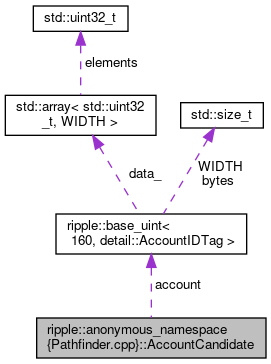 std::uint32_t
elements
std::array< std::uint32
_t, WIDTH >
std::size_t
data_
WIDTH
bytes
ripple::base_uint<
160, detail::AccountIDTag >
account
ripple::anonymous_namespace
{Pathfinder.cpp}::AccountCandidate